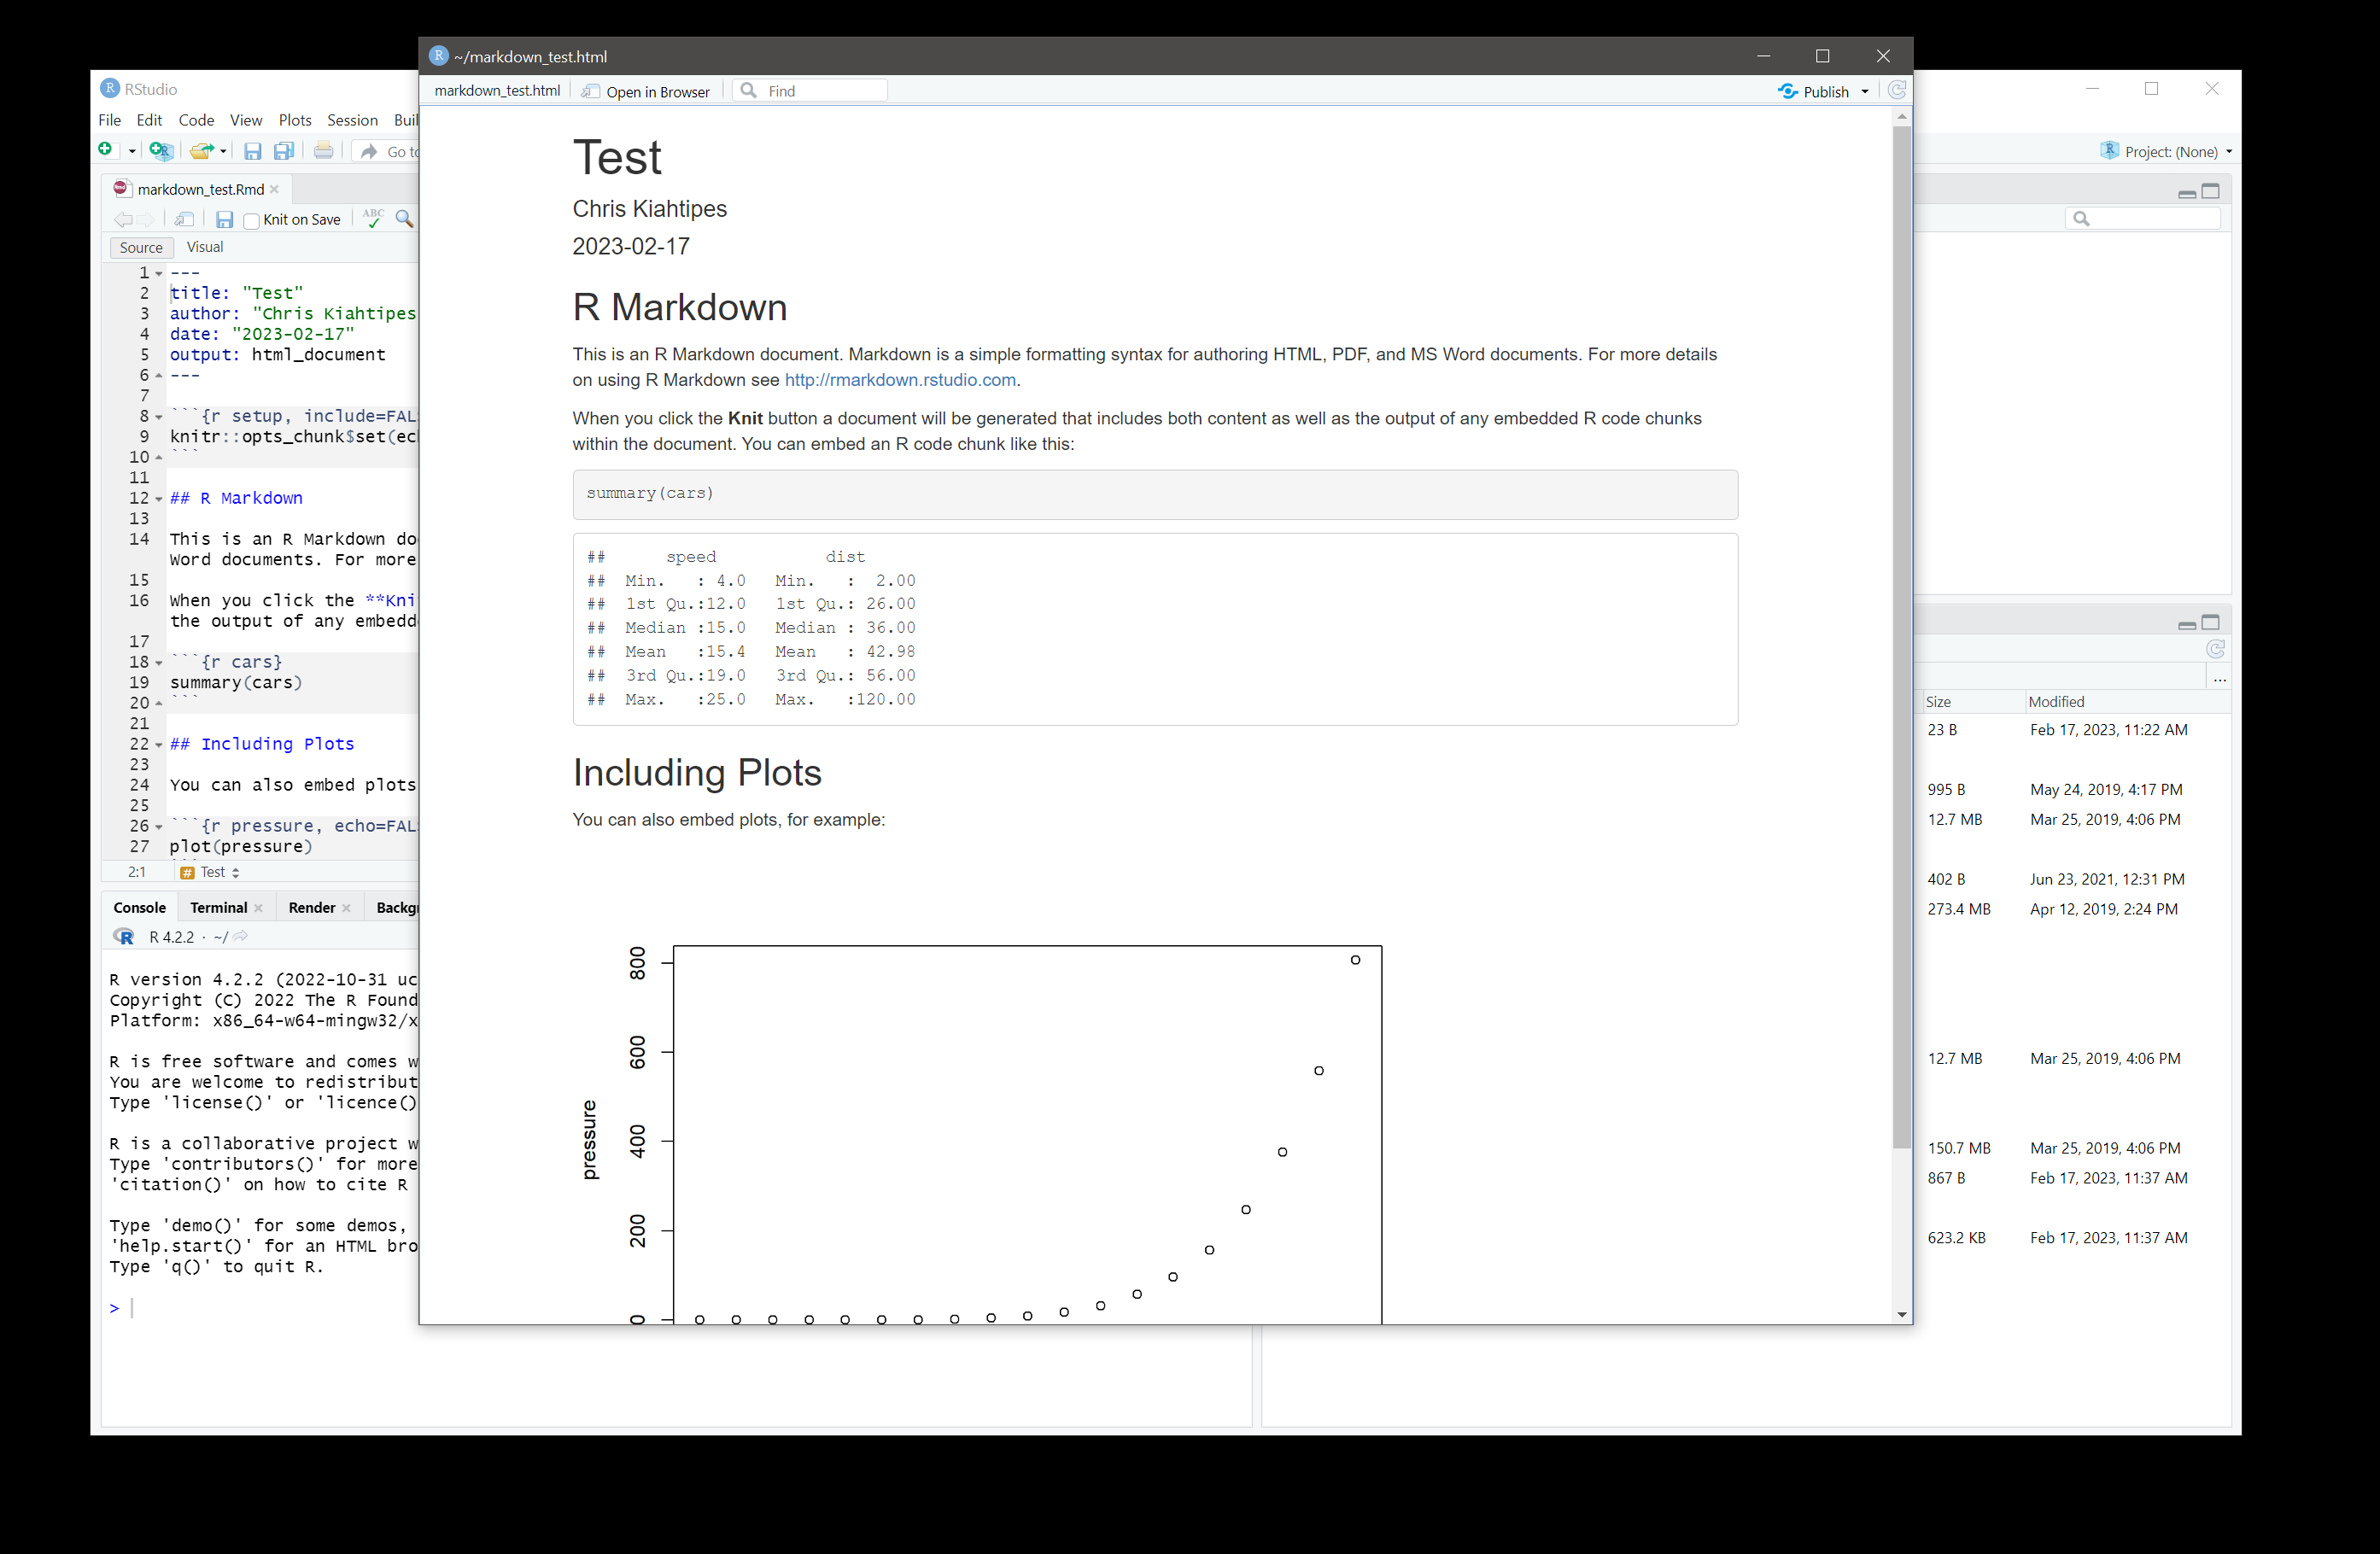 ~/markdown_test.html
markdown_test.html Open in Browser Find Publish
Test
Chris Kiahtipes
2023-02-17
R Markdown
This is an R Markdown document. Markdown is a simple formatting syntax for authoring HTML, PDF, and MS Word documents. For more details
on using R Markdown see http://rmarkdown.rstudio.com.
When you click the Knit button a document will be generated that includes both content as well as the output of any embedded R code chunks
within the document. You can embed an R code chunk like this:
summary(cars)
##      speed           dist
##  Min.   : 4.0   Min.   :  2.00
##  1st Qu.:12.0   1st Qu.: 26.00
##  Median :15.0   Median : 36.00
##  Mean   :15.4   Mean   : 42.98
##  3rd Qu.:19.0   3rd Qu.: 56.00
##  Max.   :25.0   Max.   :120.00
Including Plots
You can also embed plots, for example:
800
600
400
200
0
pressure
RStudio
File Edit Code View Plots Session
Project: (None)
markdown_test.Rmd
Knit on Save ABC
Source Visual
1 ---
2 title: "Test"
3 author: "Chris Kiahtipes
4 date: "2023-02-17"
5 output: html_document
6 ---
7
8 ```{r setup, include=FAL
9 knitr::opts_chunk$set(
10 ```
11
12 ## R Markdown
13
14 This is an R Markdown
Word documents. For more
15
16 When you click the **Kni
the output of any
17
18 ```{r cars}
19 summary(cars)
20 ```
21
22 ## Including Plots
23
24 You can also embed plots
25
26 ```{r pressure, echo=FAL
27 plot(pressure)
2:1 # Test
Console Terminal Render
R 4.2.2 · ~/
R version 4.2.2 (2022-10-31 uc
Copyright (C) 2022 The R Found
Platform: x86_64-w64-mingw32/x
R is free software and comes w
You are welcome to redistribut
Type 'license()' or 'licence()
R is a collaborative project w
Type 'contributors()' for more
'citation()' on how to cite R
Type 'demo()' for some demos,
'help.start()' for an HTML bro
Type 'q()' to quit R.
>
...
Size Modified
23 B Feb 17, 2023, 11:22 AM
995 B May 24, 2019, 4:17 PM
12.7 MB Mar 25, 2019, 4:06 PM
402 B Jun 23, 2021, 12:31 PM
273.4 MB Apr 12, 2019, 2:24 PM
12.7 MB Mar 25, 2019, 4:06 PM
150.7 MB Mar 25, 2019, 4:06 PM
867 B Feb 17, 2023, 11:37 AM
623.2 KB Feb 17, 2023, 11:37 AM